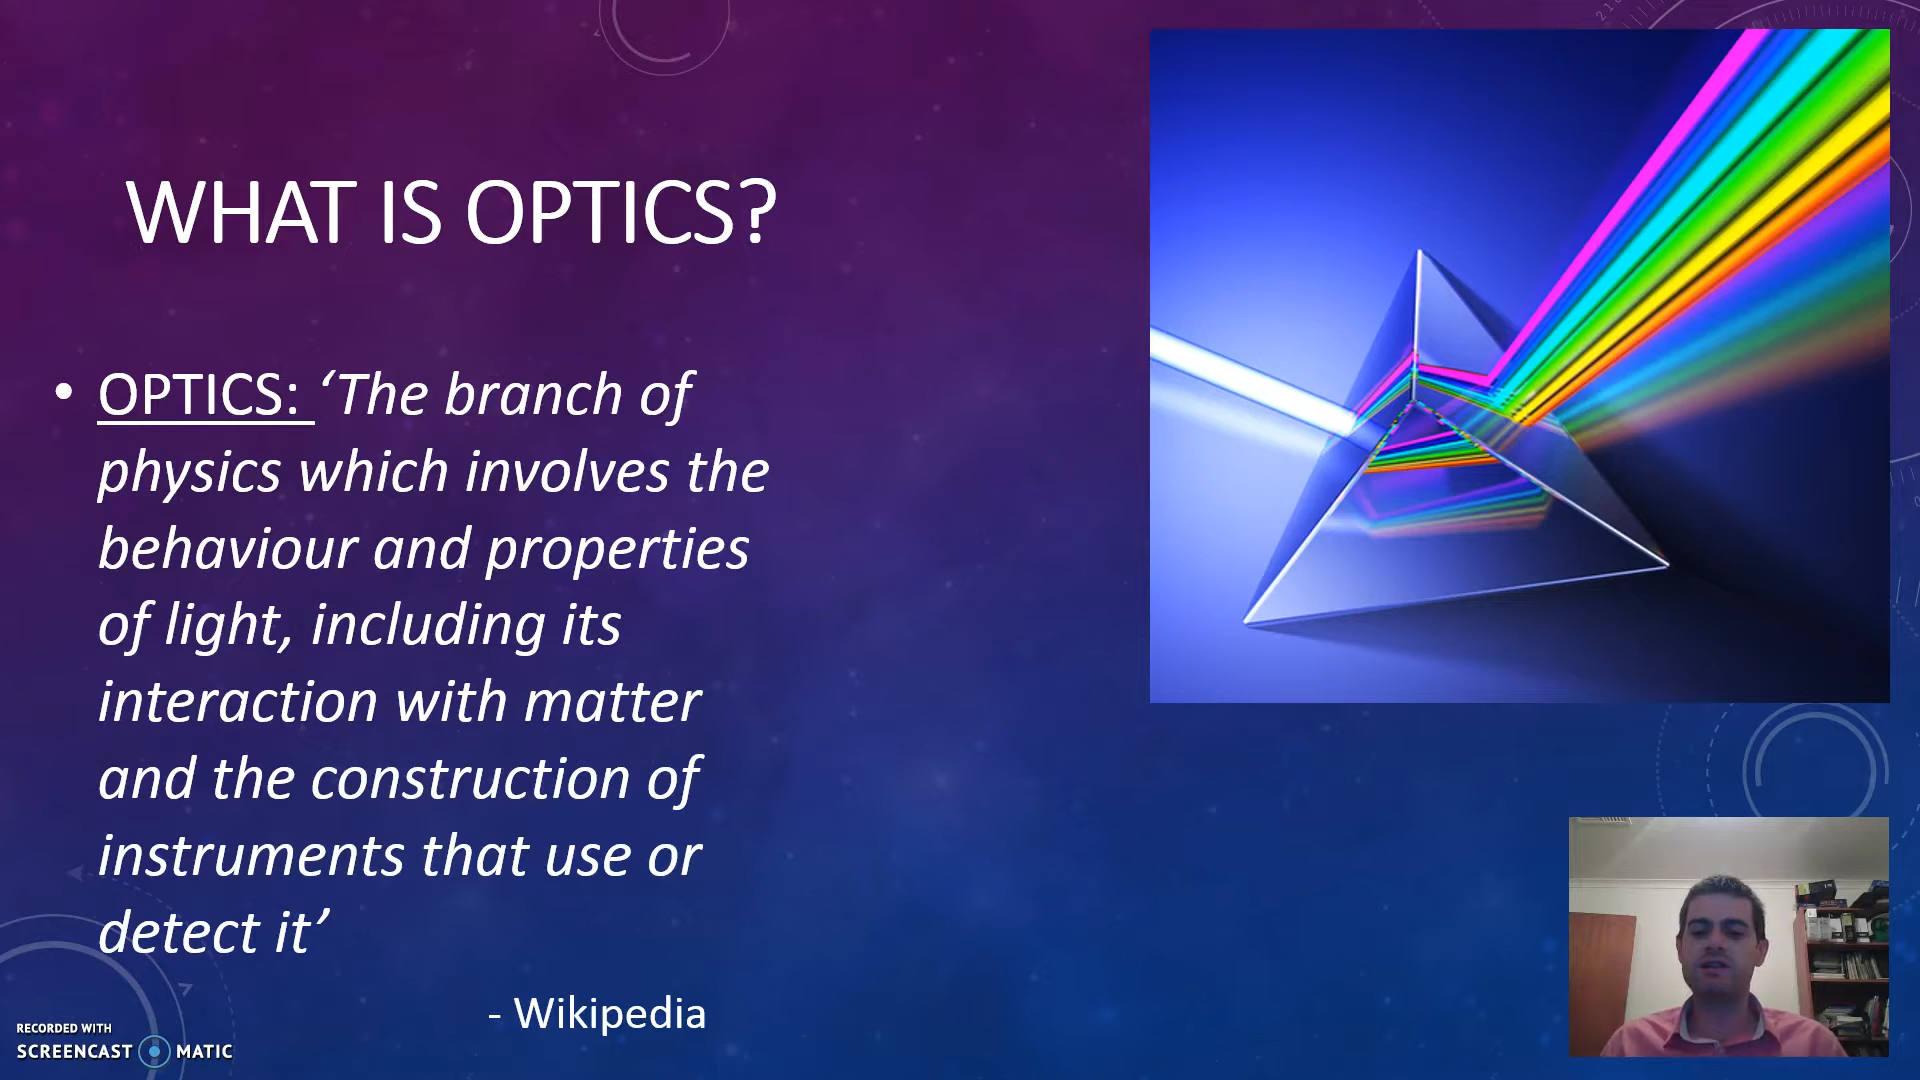 WHAT IS OPTICS?
• OPTICS: ‘The branch of
physics which involves the
behaviour and properties
of light, including its
interaction with matter
and the construction of
instruments that use or
detect it’
- Wikipedia
RECORDED WITH
SCREENCAST MATIC